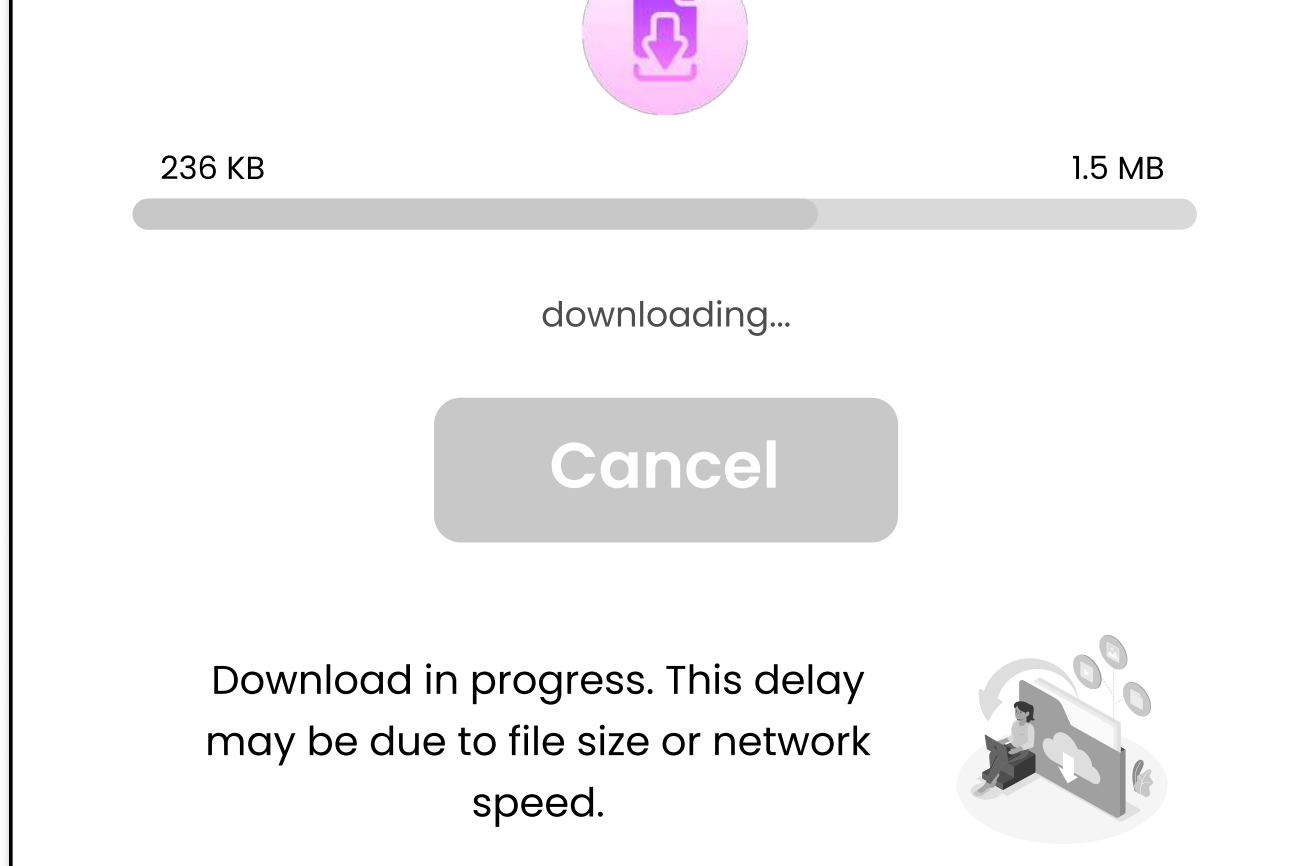 236 KB
1.5 MB
downloading...
Cancel
Download in progress. This delay
may be due to file size or network
speed.